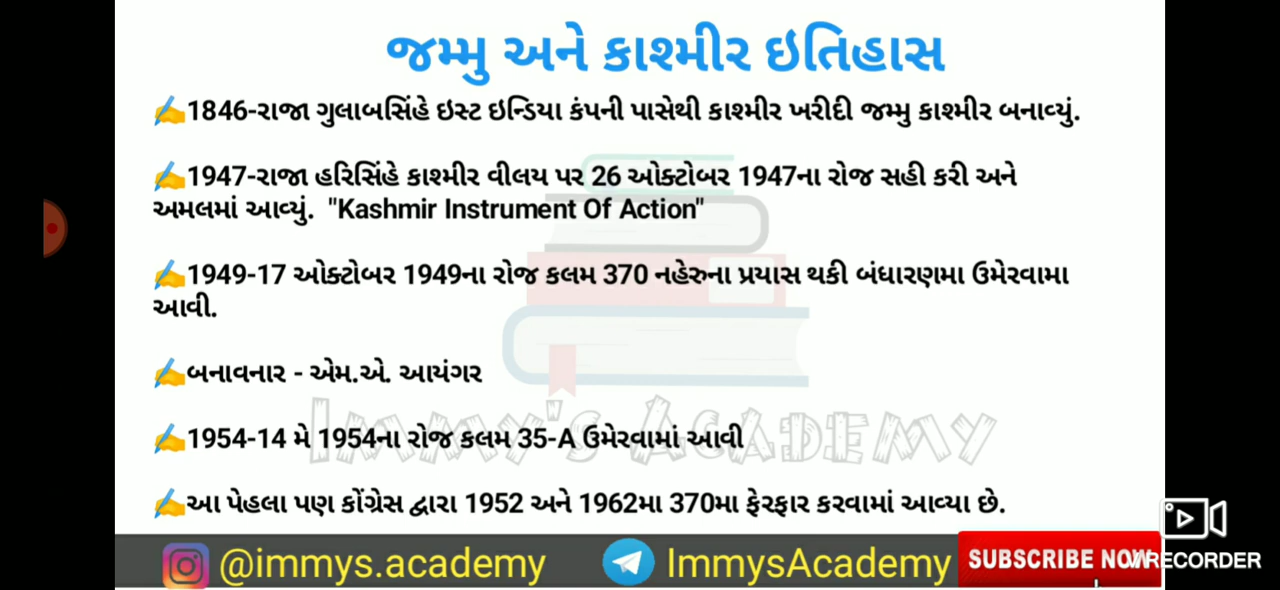 જમ્મુ અને કાશ્મીર ઇતિહાસ
✍️1846-રાજા ગુલાબસિંહે ઇસ્ટ ઇન્ડિયા કંપની પાસેથી કાશ્મીર ખરીદી જમ્મુ કાશ્મીર બનાવ્યું.
✍️1947-રાજા હરિસિંહે કાશ્મીર વીલય પર 26 ઓક્ટોબર 1947ના રોજ સહી કરી અને
અમલમાં આવ્યું. "Kashmir Instrument Of Action"
✍️1949-17 ઓક્ટોબર 1949ના રોજ કલમ 370 નહેરુના પ્રયાસ થકી બંધારણમા ઉમેરવામા
આવી.
✍️બનાવનાર - એમ.એ. આયંગર
Immy's Academy
✍️1954-14 મે 1954ના રોજ કલમ 35-A ઉમેરવામાં આવી
✍️આ પેહલા પણ કોંગ્રેસ દ્વારા 1952 અને 1962મા 370મા ફેરફાર કરવામાં આવ્યા છે.
@immys.academy ImmysAcademy SUBSCRIBE NOW
RECORDER